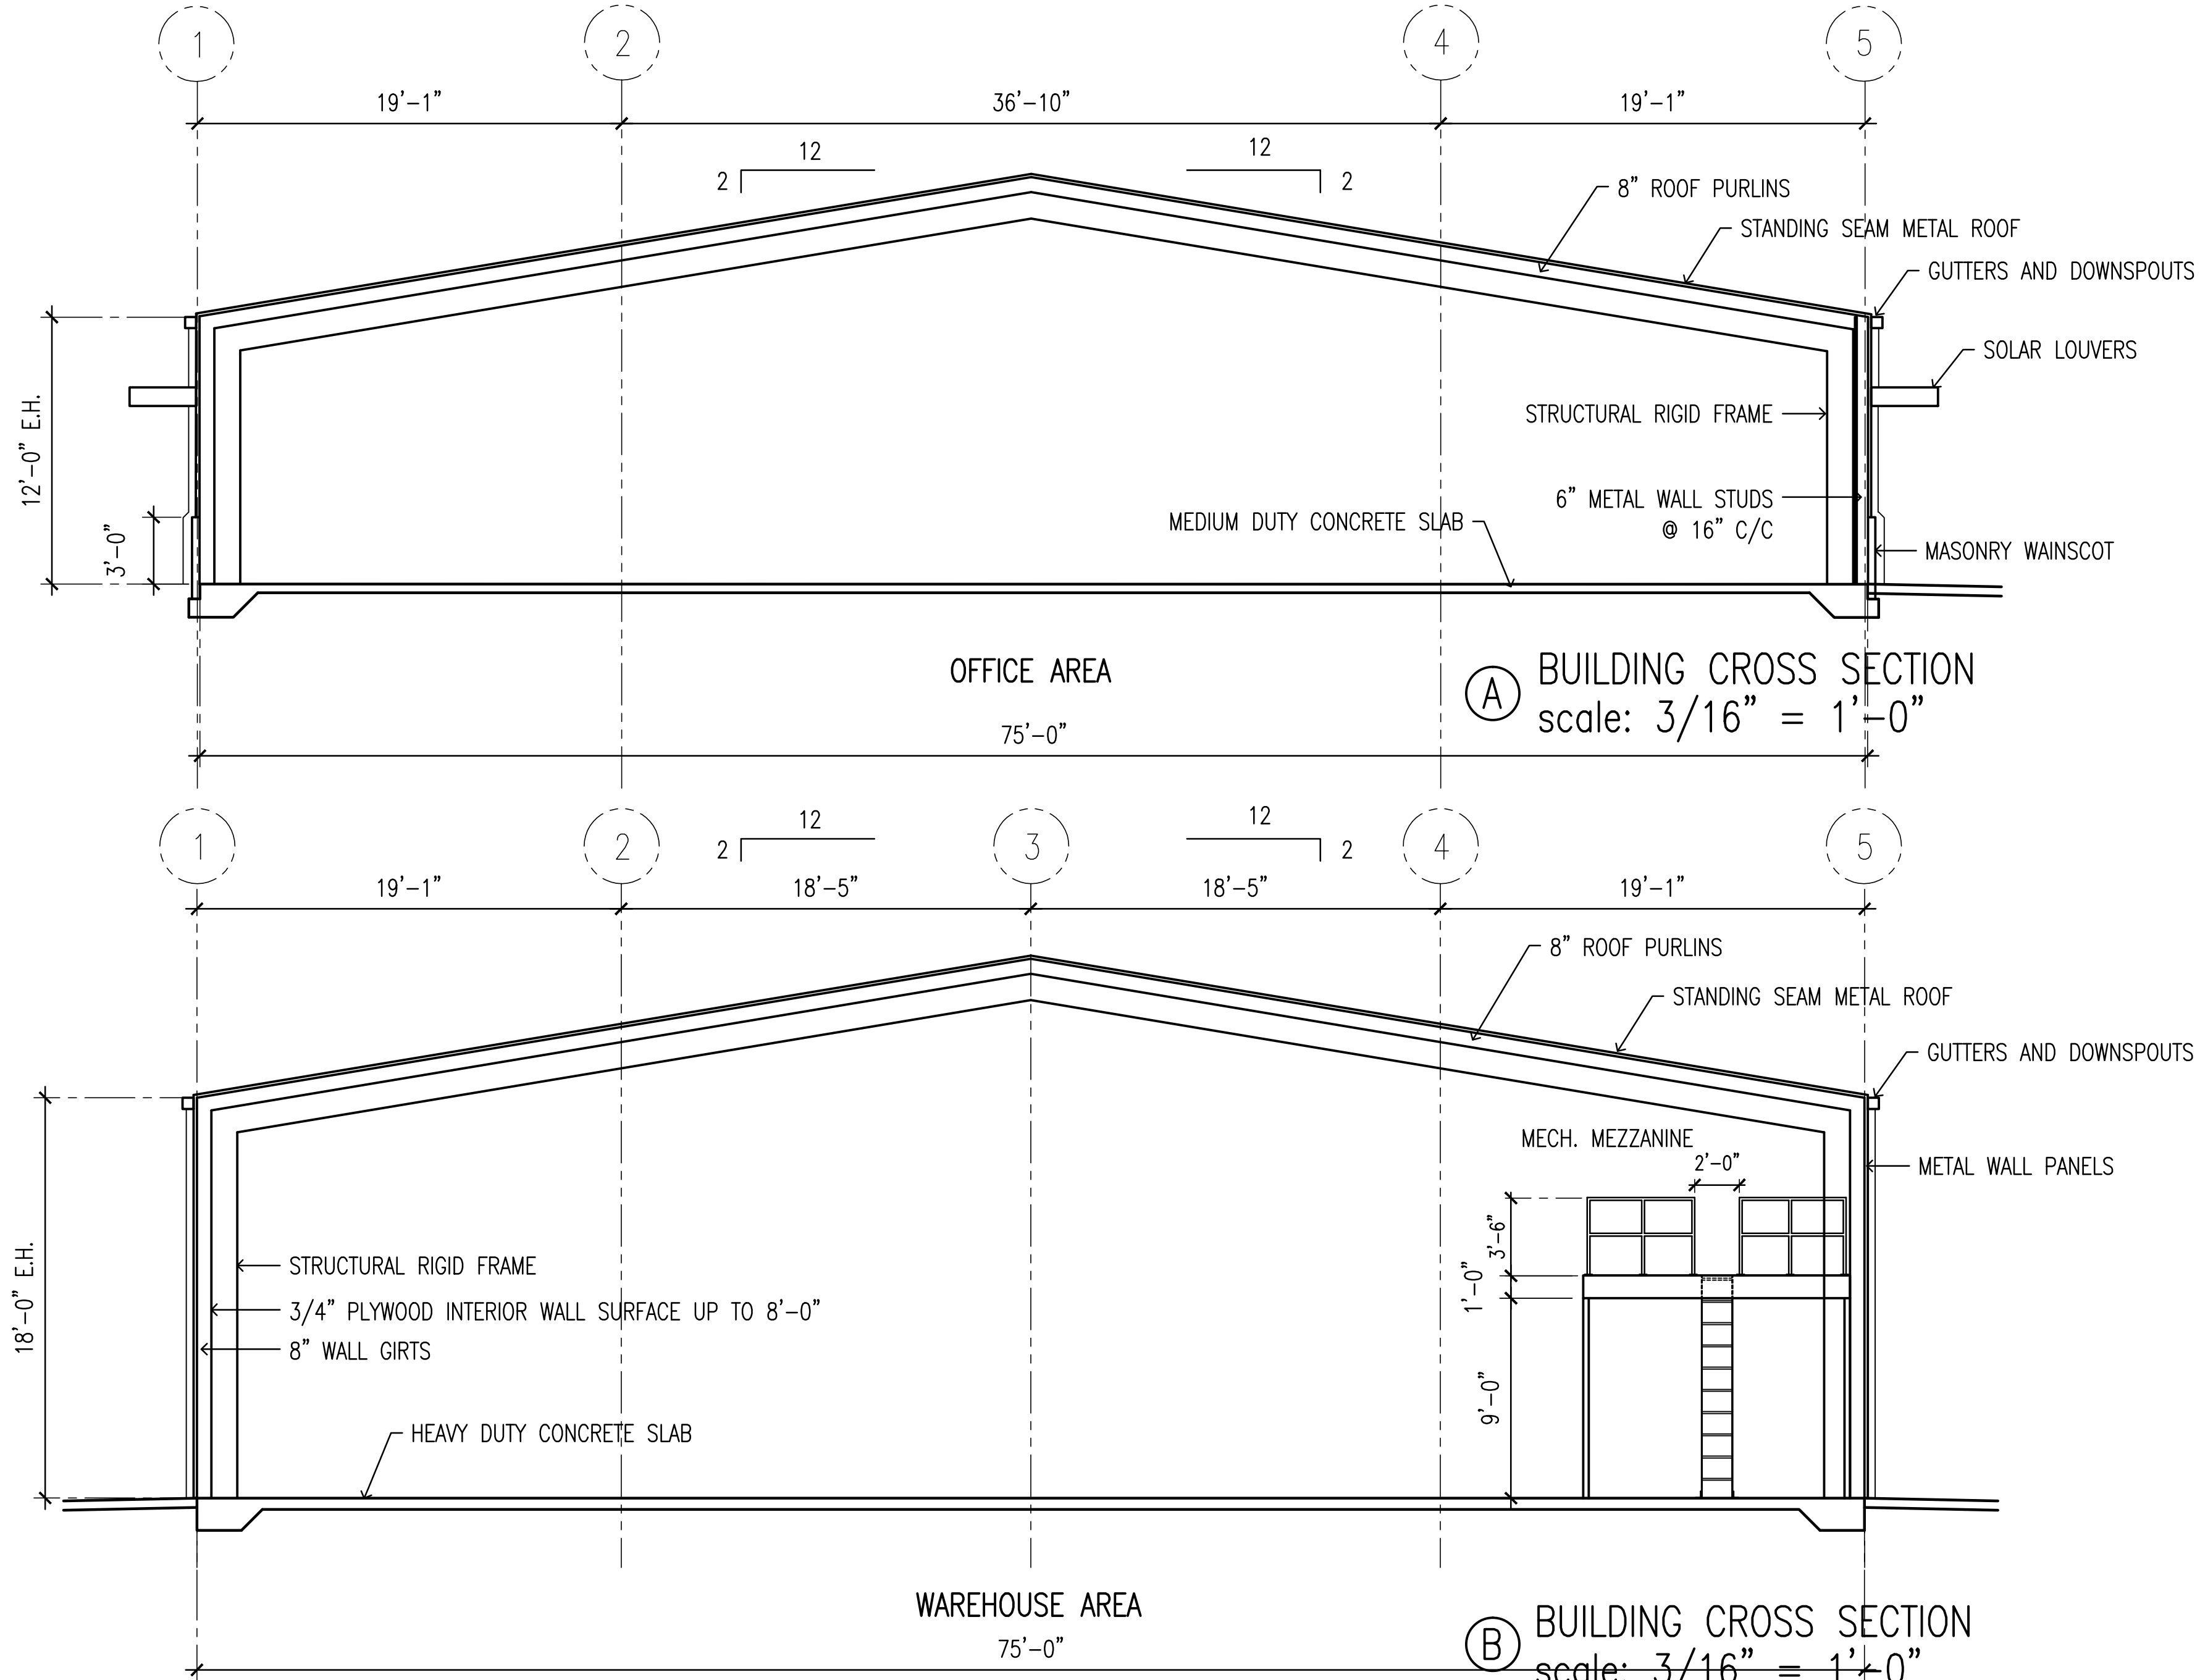 1
2
4
5
19'-1"
36'-10"
19'-1"
12
2
12
2
8" ROOF PURLINS
STANDING SEAM METAL ROOF
GUTTERS AND DOWNSPOUTS
SOLAR LOUVERS
12'-0" E.H.
STRUCTURAL RIGID FRAME
6" METAL WALL STUDS
@ 16" C/C
MEDIUM DUTY CONCRETE SLAB
3'-0"
MASONRY WAINSCOT
OFFICE AREA
A
BUILDING CROSS SECTION
scale: 3/16" = 1'-0"
75'-0"
1
2
12
2
3
12
2
4
5
19'-1"
18'-5"
18'-5"
19'-1"
8" ROOF PURLINS
STANDING SEAM METAL ROOF
GUTTERS AND DOWNSPOUTS
MECH. MEZZANINE
2'-0"
METAL WALL PANELS
18'-0" E.H.
3'-6"
1'-0"
9'-0"
STRUCTURAL RIGID FRAME
3/4" PLYWOOD INTERIOR WALL SURFACE UP TO 8'-0"
8" WALL GIRTS
HEAVY DUTY CONCRETE SLAB
WAREHOUSE AREA
B
BUILDING CROSS SECTION
scale: 3/16" = 1'-0"
75'-0"